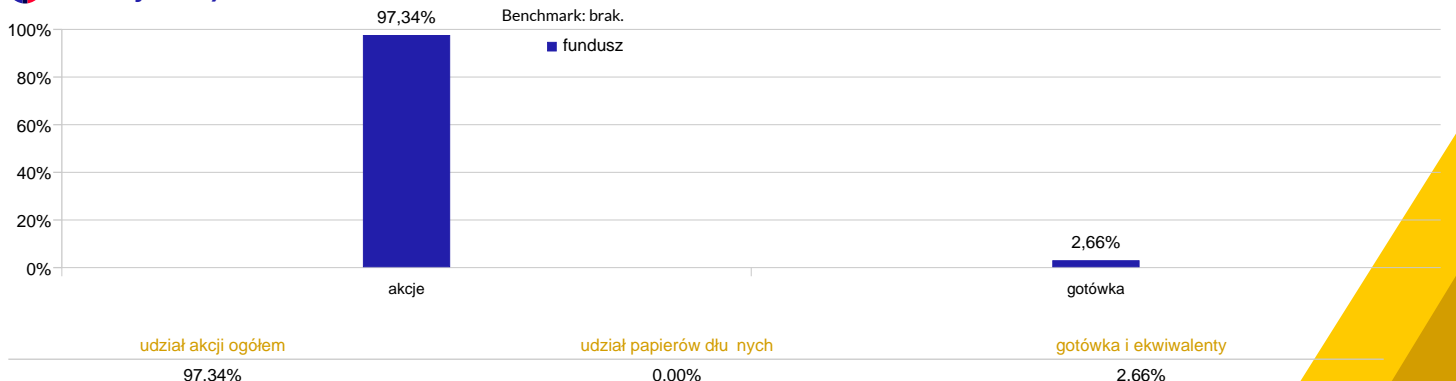 97,34%
Benchmark: brak.
fundusz
100%
80%
60%
40%
20%
0%
2,66%
akcje
gotówka
udział akcji ogółem
udział papierów dłu nych
gotówka i ekwiwalenty
97.34%
0.00%
2.66%